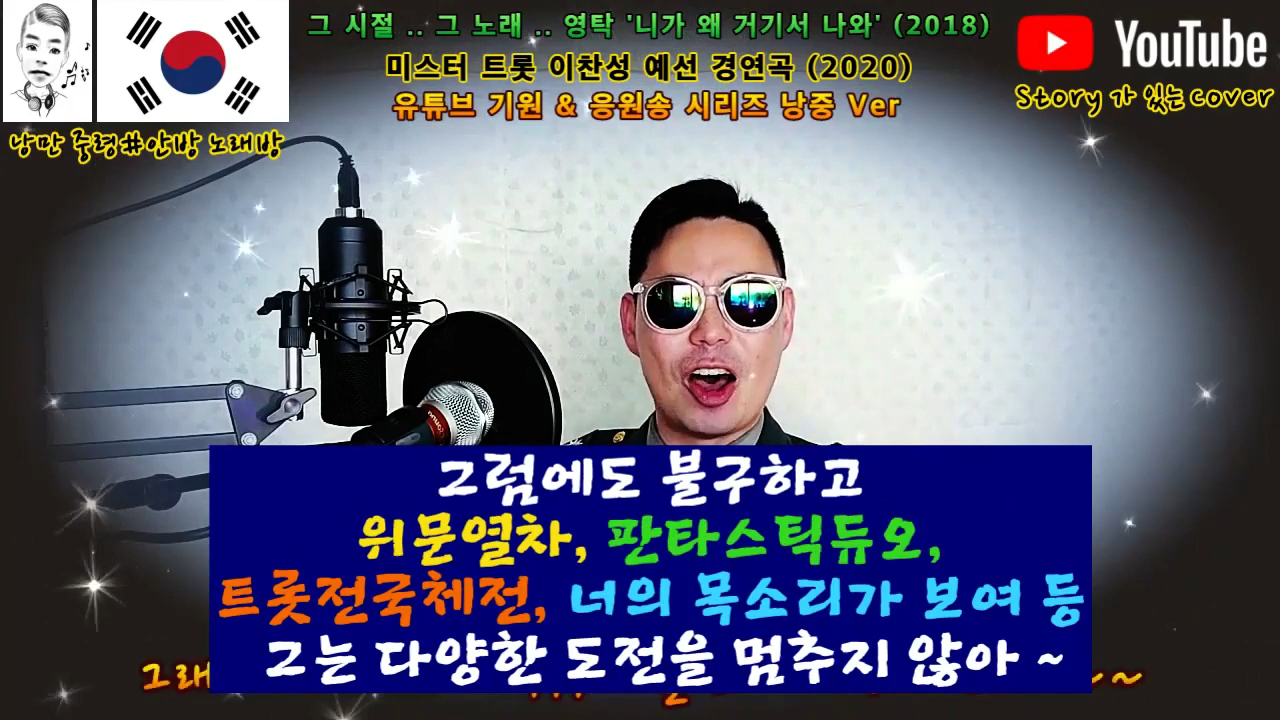 그 시절 .. 그 노래 .. 영탁 '니가 왜 거기서 나와' (2018)
미스터 트롯 이찬성 예선 경연곡 (2020)
유튜브 기원 & 응원송 시리즈 낭중 Ver
YouTube
Story 가 있는 cover
낭만 중령#안방 노래방
그럼에도 불구하고
위문열차, 판타스틱듀오,
트롯전국체전, 너의 목소리가 보여 등
그는 다양한 도전을 멈추지 않아 ~
그래